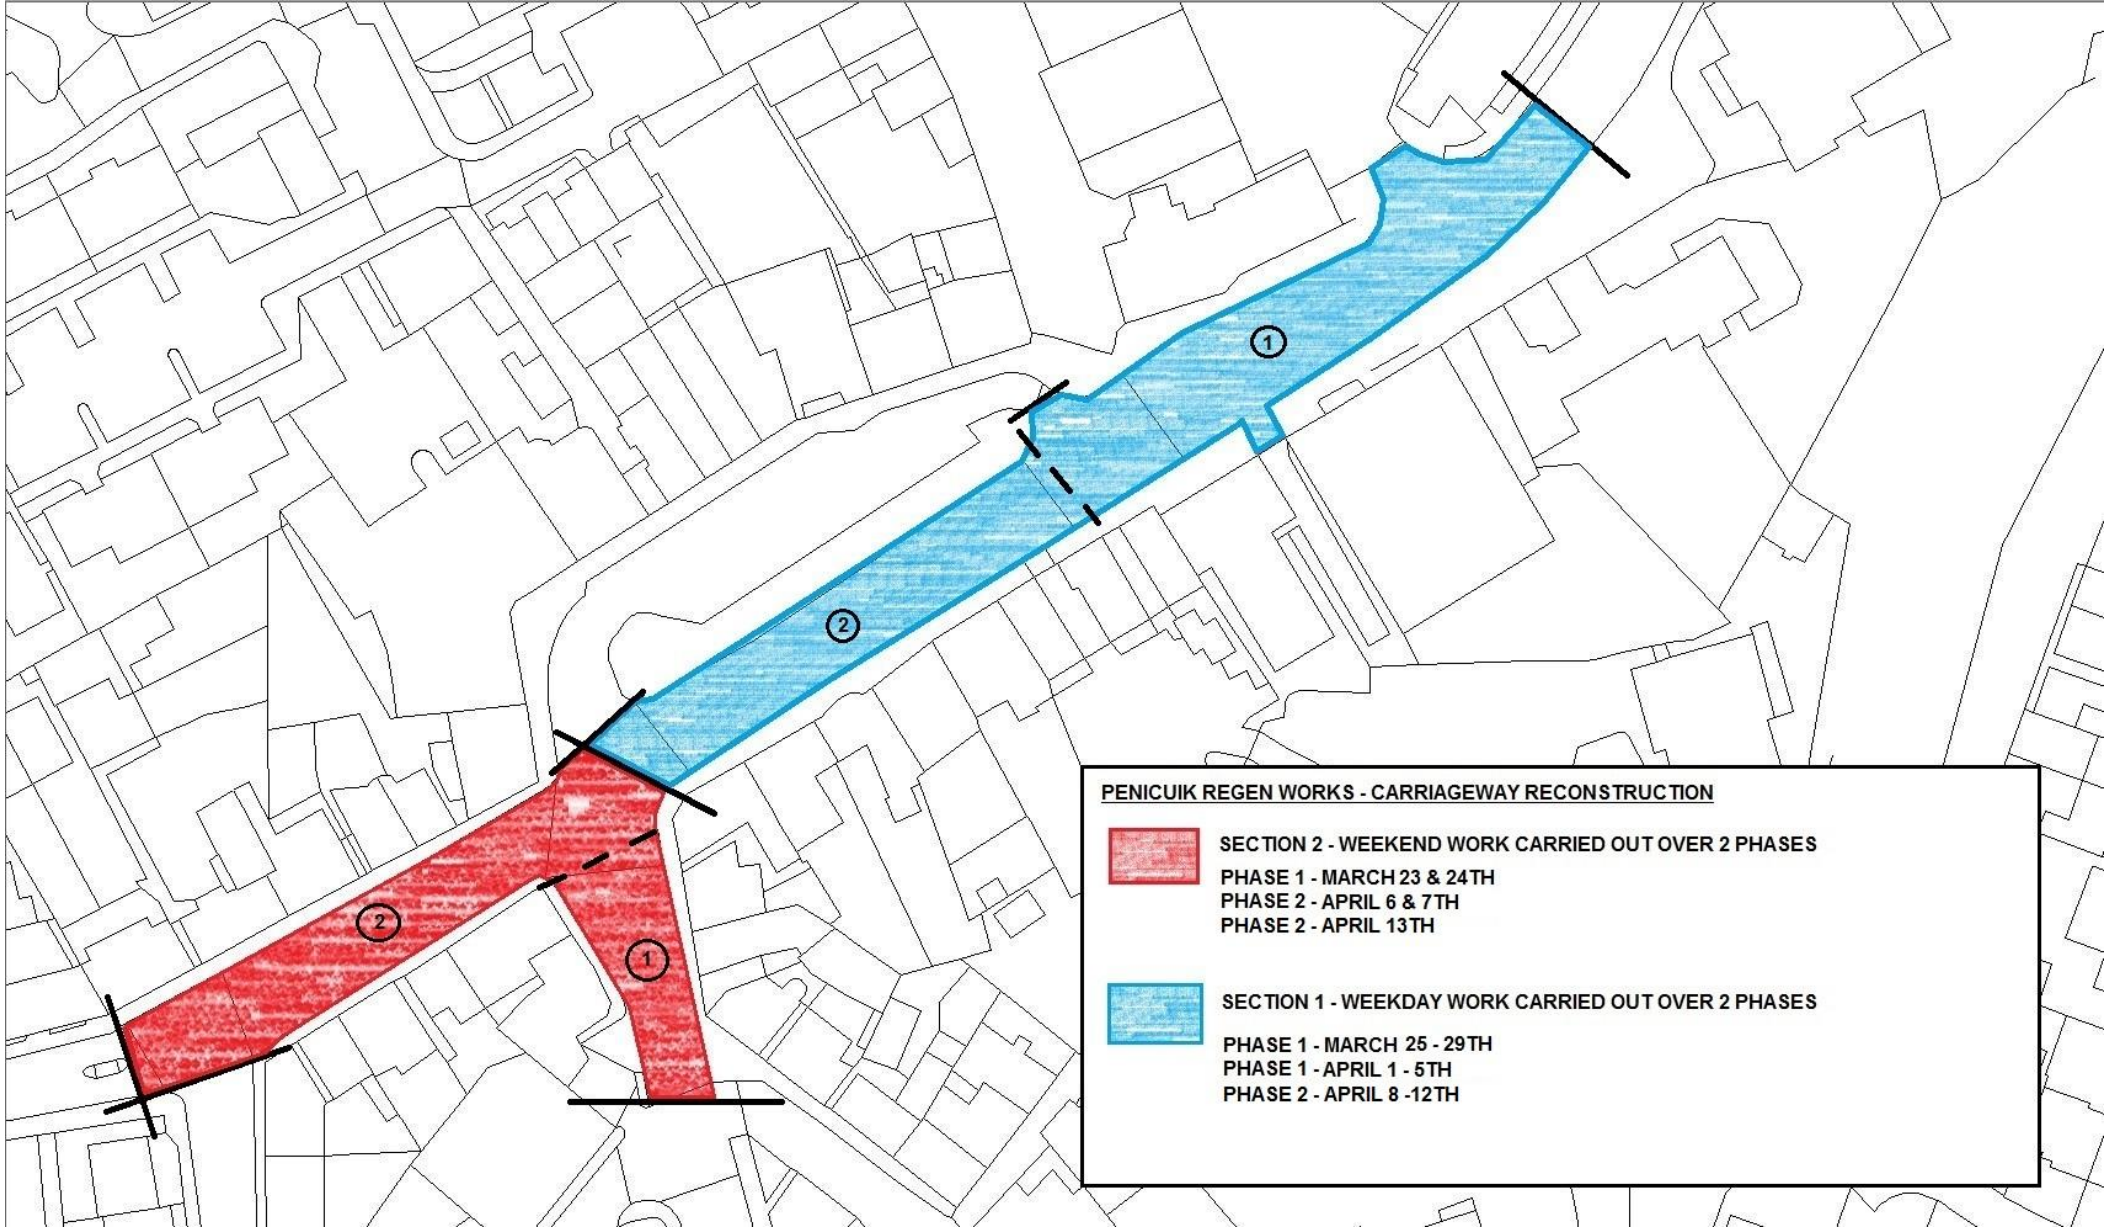 1
2
2
1
PENICUIK REGEN WORKS - CARRIAGEWAY RECONSTRUCTION
SECTION 2 - WEEKEND WORK CARRIED OUT OVER 2 PHASES
PHASE 1 - MARCH 23 & 24TH
PHASE 2 - APRIL 6 & 7TH
PHASE 2 - APRIL 13TH
SECTION 1 - WEEKDAY WORK CARRIED OUT OVER 2 PHASES
PHASE 1 - MARCH 25 - 29TH
PHASE 1 - APRIL 1 - 5TH
PHASE 2 - APRIL 8 -12TH